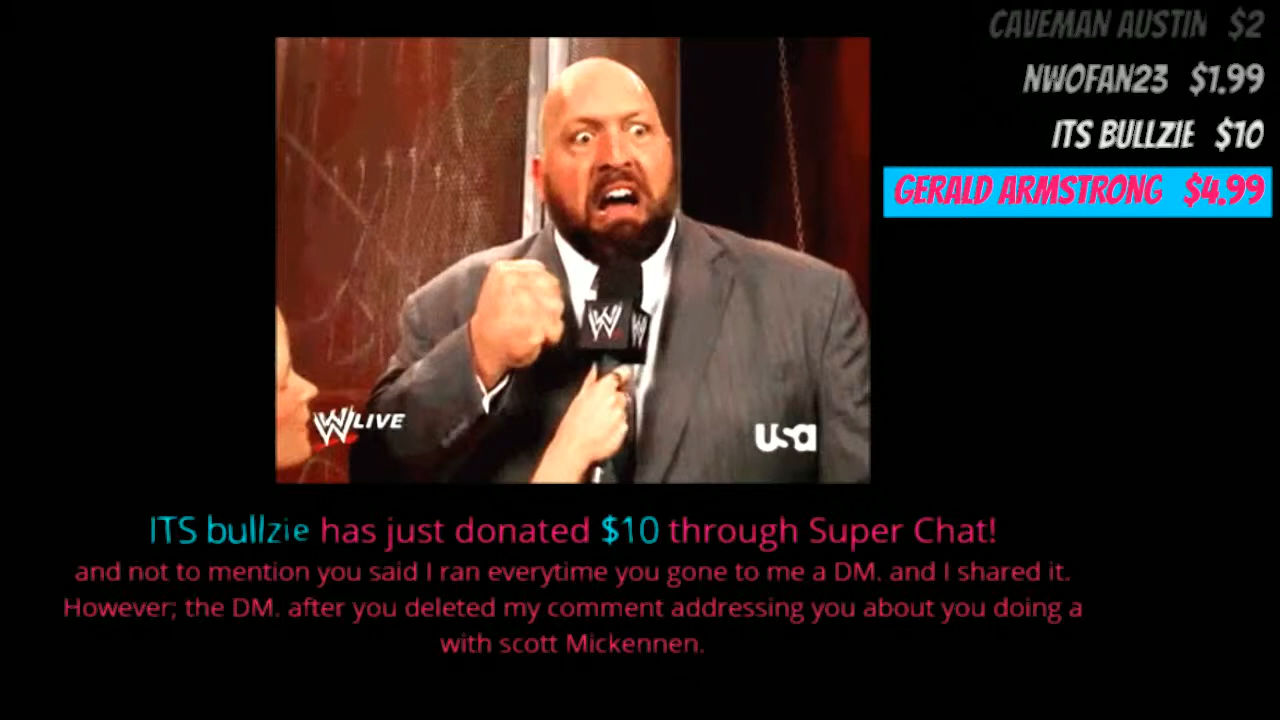 CAVEMAN AUSTIN $2
NWOFAN23 $1.99
ITS BULLZIE $10
GERALD ARMSTRONG $4.99
W
W
W LIVE
USA
ITS bullzie has just donated $10 through Super Chat!
and not to mention you said I ran everytime you gone to me a DM. and I shared it.
However; the DM. after you deleted my comment addressing you about you doing a
with scott Mickennen.